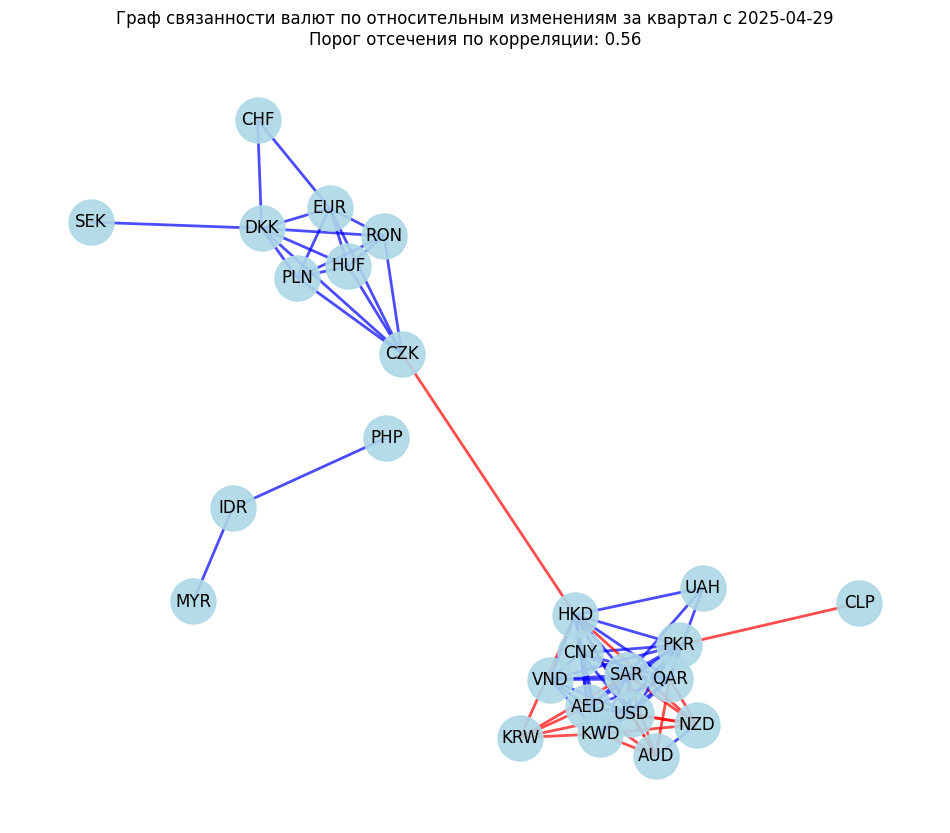 Граф связанности валют по относительным изменениям за квартал с 2025-04-29
Порог отсечения по корреляции: 0.56
CHF
EUR
SEK
DKK
RON
HUF
PLN
CZK
PHP
IDR
MYR
UAH
CLP
HKD
PKR
CNY
VND
SAR
QAR
AED
USD
NZD
KRW
KWD
AUD